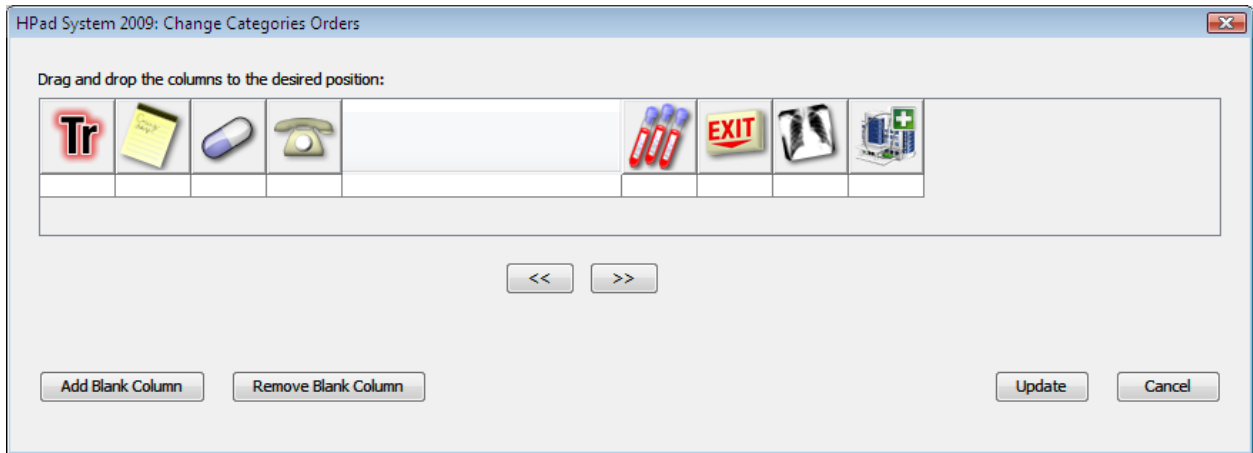 HPad System 2009: Change Categories Orders
Drag and drop the columns to the desired position:
Tr
EXIT
<< >>
Add Blank Column Remove Blank Column Update Cancel